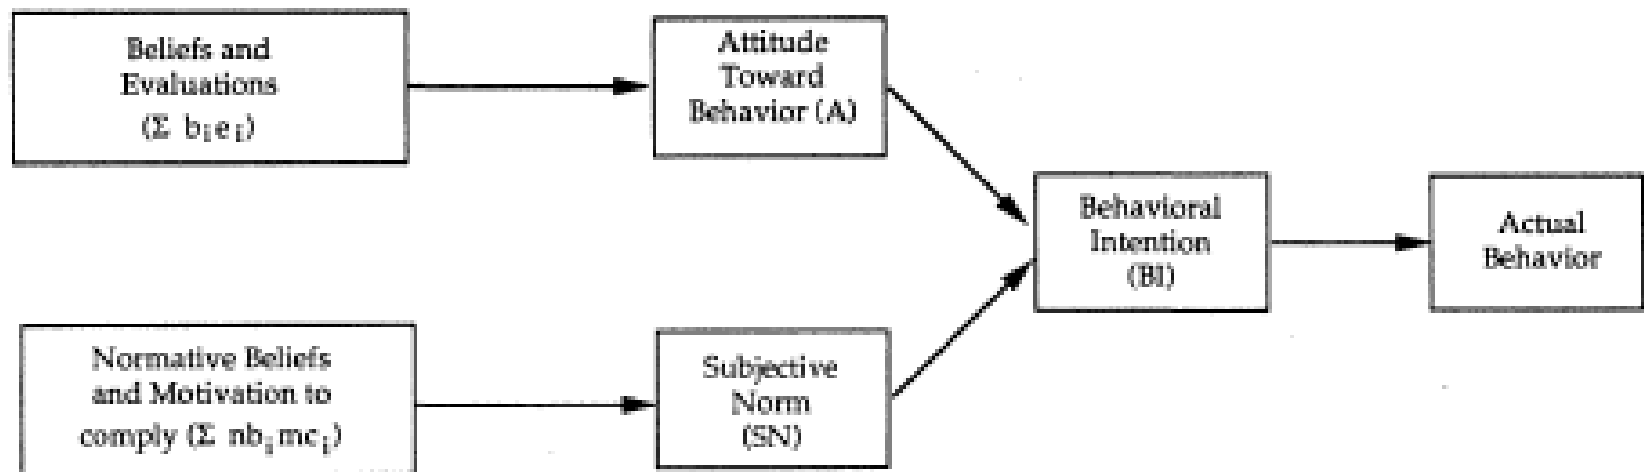 Beliefs and
Evaluations
(Σ bᵢeᵢ)
Attitude
Toward
Behavior (A)
Behavioral
Intention
(BI)
Actual
Behavior
Normative Beliefs
and Motivation to
comply (Σ nbᵢmcᵢ)
Subjective
Norm
(SN)